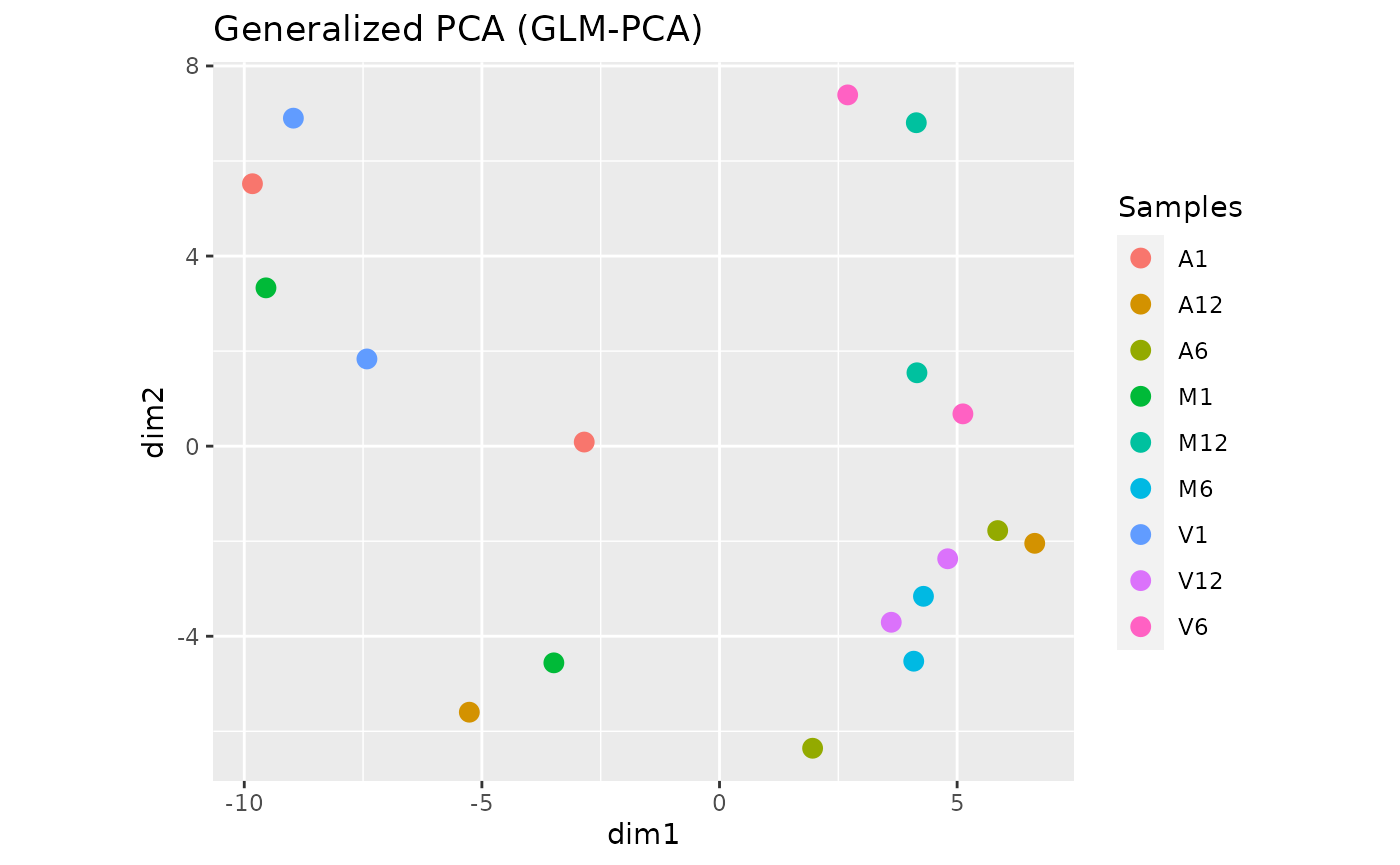 Generalized PCA (GLM-PCA)
8
4
0
-4
dim2
-10
-5
0
5
dim1
Samples
A1
A12
A6
M1
M12
M6
V1
V12
V6